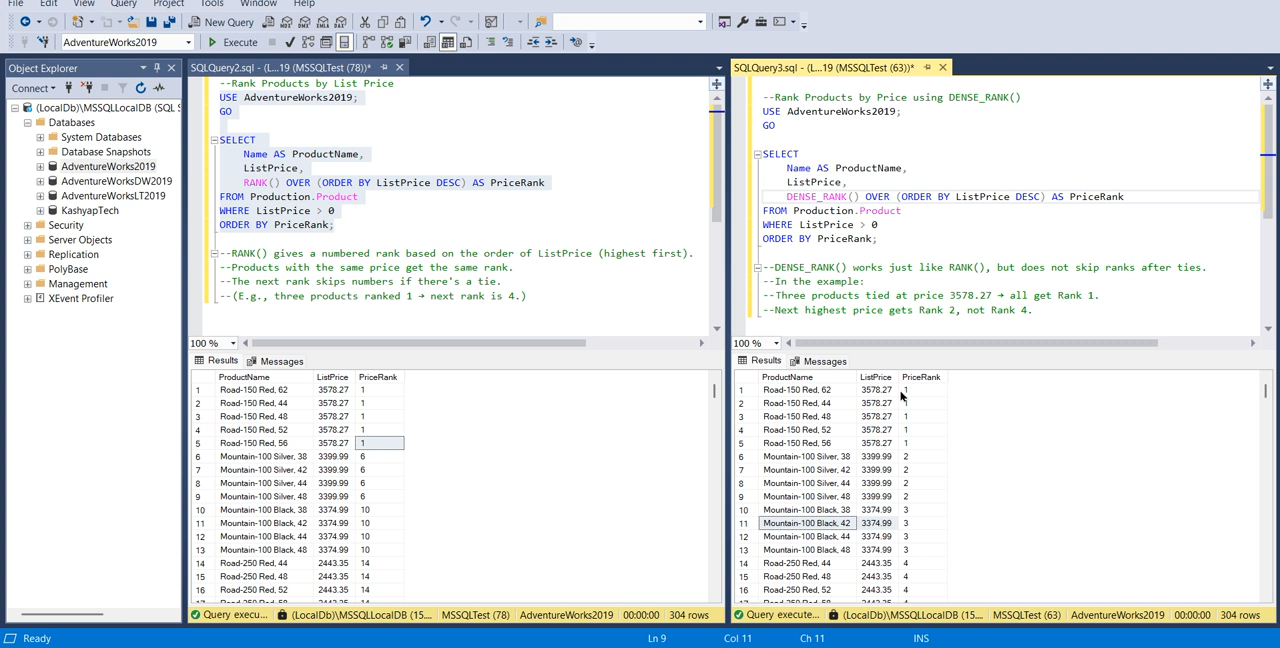 File Edit View Query Project Tools Window Help
New Query
AdventureWorks2019 Execute
Object Explorer
Connect
(LocalDb)\MSSQLLocalDB (SQL S
Databases
System Databases
Database Snapshots
AdventureWorks2019
AdventureWorksDW2019
AdventureWorksLT2019
KashyapTech
Security
Server Objects
Replication
PolyBase
Management
XEvent Profiler
SQLQuery2.sql - (L...19 (MSSQLTest (78))*
--Rank Products by List Price
USE AdventureWorks2019;
GO
SELECT
Name AS ProductName,
ListPrice,
RANK() OVER (ORDER BY ListPrice DESC) AS PriceRank
FROM Production.Product
WHERE ListPrice > 0
ORDER BY PriceRank;
--RANK() gives a numbered rank based on the order of ListPrice (highest first).
--Products with the same price get the same rank.
--The next rank skips numbers if there's a tie.
--(E.g., three products ranked 1 → next rank is 4.)
100 %
Results Messages
ProductName ListPrice PriceRank
1 Road-150 Red, 62 3578.27 1
2 Road-150 Red, 44 3578.27 1
3 Road-150 Red, 48 3578.27 1
4 Road-150 Red, 52 3578.27 1
5 Road-150 Red, 56 3578.27 1
6 Mountain-100 Silver, 38 3399.99 6
7 Mountain-100 Silver, 42 3399.99 6
8 Mountain-100 Silver, 44 3399.99 6
9 Mountain-100 Silver, 48 3399.99 6
10 Mountain-100 Black, 38 3374.99 10
11 Mountain-100 Black, 42 3374.99 10
12 Mountain-100 Black, 44 3374.99 10
13 Mountain-100 Black, 48 3374.99 10
14 Road-250 Red, 44 2443.35 14
15 Road-250 Red, 48 2443.35 14
16 Road-250 Red, 52 2443.35 14
Query execu... (LocalDb)\MSSQLLocalDB (15.... MSSQLTest (78) AdventureWorks2019 00:00:00 304 rows
SQLQuery3.sql - (L...19 (MSSQLTest (63))*
--Rank Products by Price using DENSE_RANK()
USE AdventureWorks2019;
GO
SELECT
Name AS ProductName,
ListPrice,
DENSE_RANK() OVER (ORDER BY ListPrice DESC) AS PriceRank
FROM Production.Product
WHERE ListPrice > 0
ORDER BY PriceRank;
--DENSE_RANK() works just like RANK(), but does not skip ranks after ties.
--In the example:
--Three products tied at price 3578.27 → all get Rank 1.
--Next highest price gets Rank 2, not Rank 4.
100 %
Results Messages
ProductName ListPrice PriceRank
1 Road-150 Red, 62 3578.27 1
2 Road-150 Red, 44 3578.27 1
3 Road-150 Red, 48 3578.27 1
4 Road-150 Red, 52 3578.27 1
5 Road-150 Red, 56 3578.27 1
6 Mountain-100 Silver, 38 3399.99 2
7 Mountain-100 Silver, 42 3399.99 2
8 Mountain-100 Silver, 44 3399.99 2
9 Mountain-100 Silver, 48 3399.99 2
10 Mountain-100 Black, 38 3374.99 3
11 Mountain-100 Black, 42 3374.99 3
12 Mountain-100 Black, 44 3374.99 3
13 Mountain-100 Black, 48 3374.99 3
14 Road-250 Red, 44 2443.35 4
15 Road-250 Red, 48 2443.35 4
16 Road-250 Red, 52 2443.35 4
Query execute... (LocalDb)\MSSQLLocalDB (15.... MSSQLTest (63) AdventureWorks2019 00:00:00 304 rows
Ready Ln 9 Col 11 Ch 11 INS